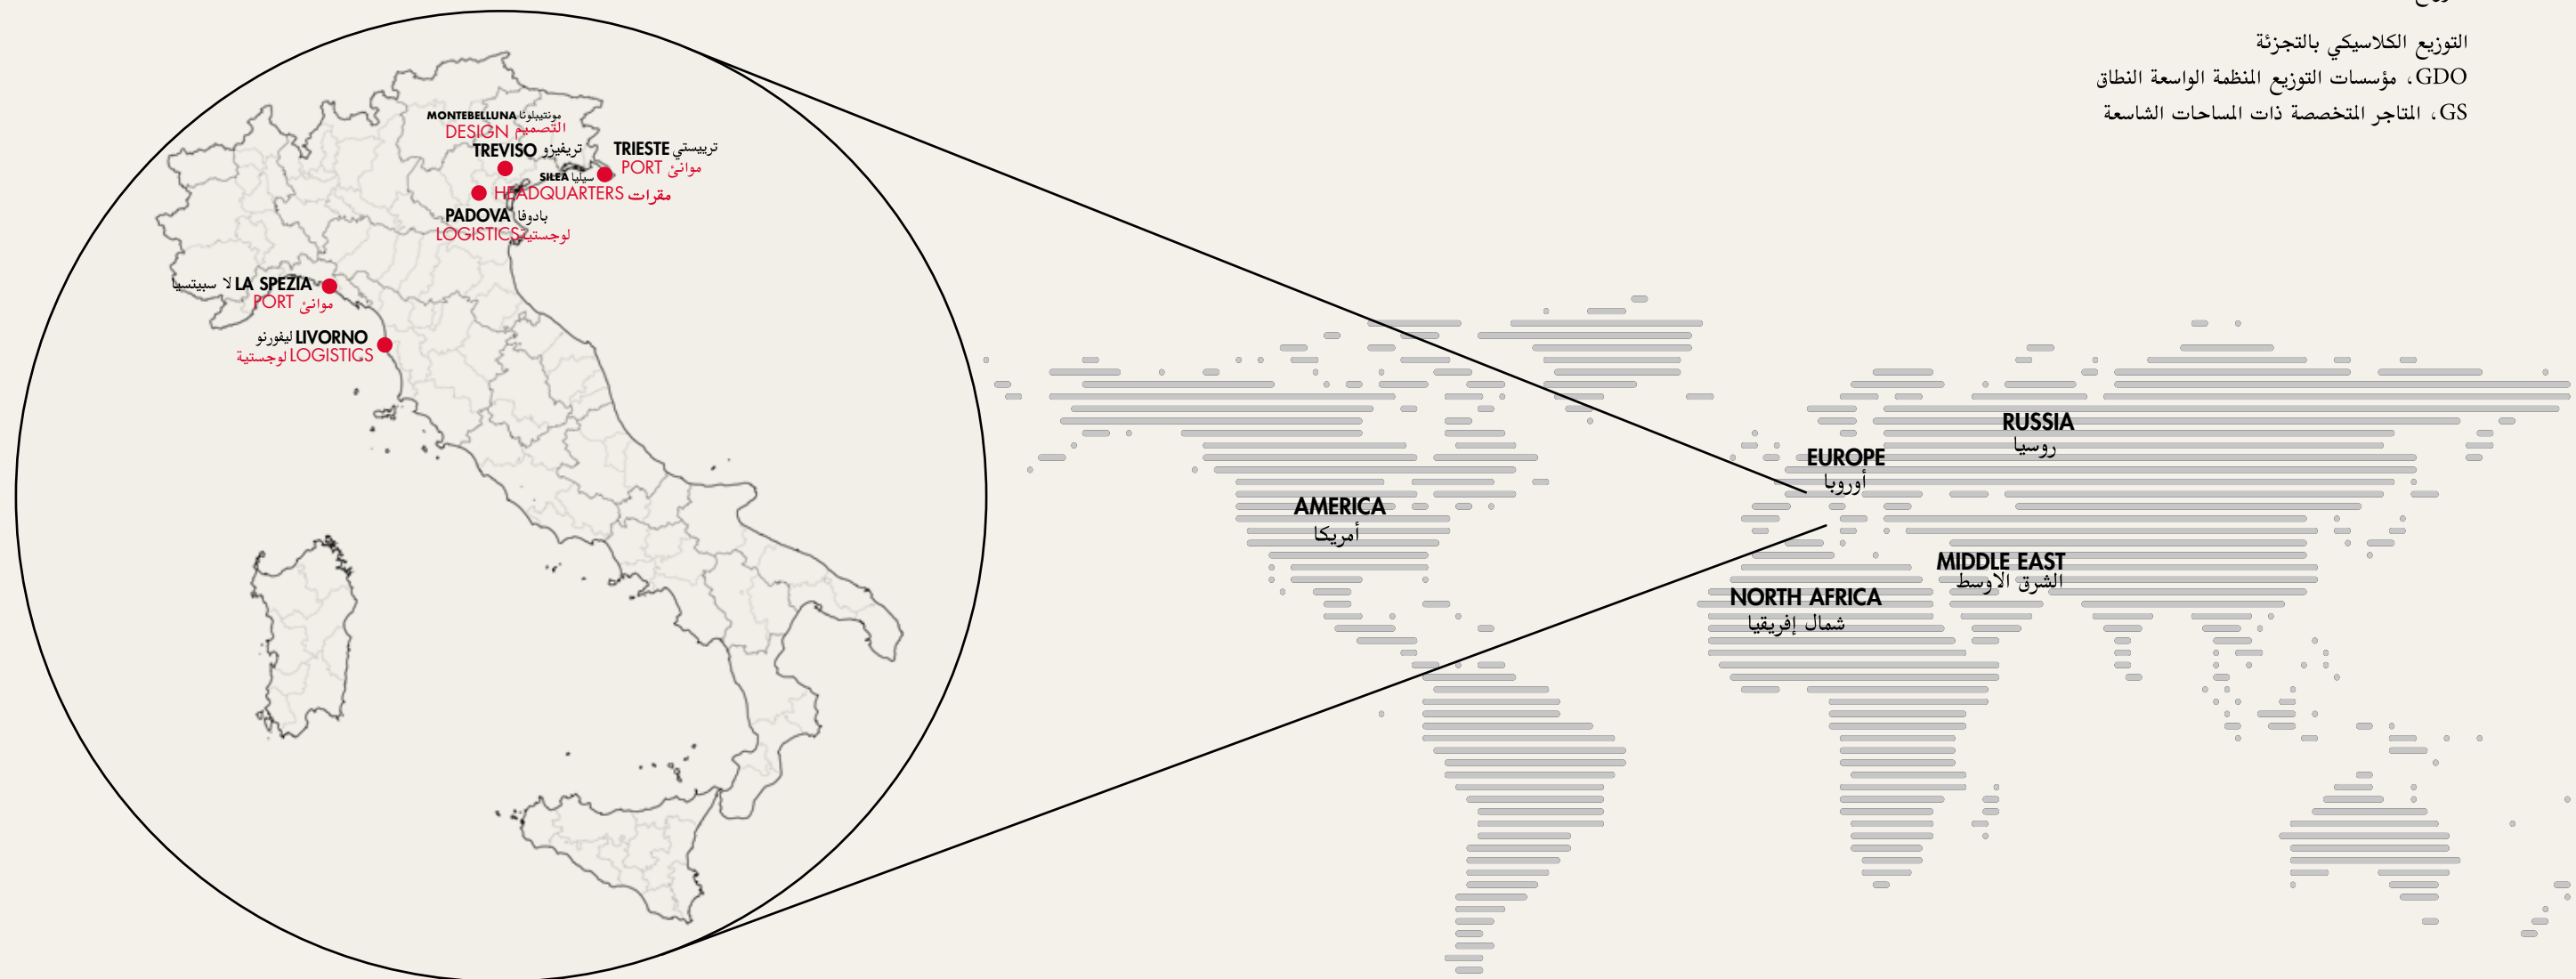 التوزيع الكلاسيكي بالتجزئة
GDO، مؤسسات التوزيع المنظمة الواسعة النطاق
GS، المتاجر المتخصصة ذات المساحات الشاسعة
MONTEBELLUNA مونتيبلونا
DESIGN التصميم
TREVISO تريفيزو
TRIESTE ترييستي
PORT موانئ
SILEA سيليا
HEADQUARTERS مقرات
PADOVA بادوفا
LOGISTICS لوجستية
LA SPEZIA لا سبيتسيا
PORT موانئ
LIVORNO ليفورنو
LOGISTICS لوجستية
RUSSIA
روسيا
EUROPE
أوروبا
AMERICA
أمريكا
MIDDLE EAST
الشرق الاوسط
NORTH AFRICA
شمال إفريقيا